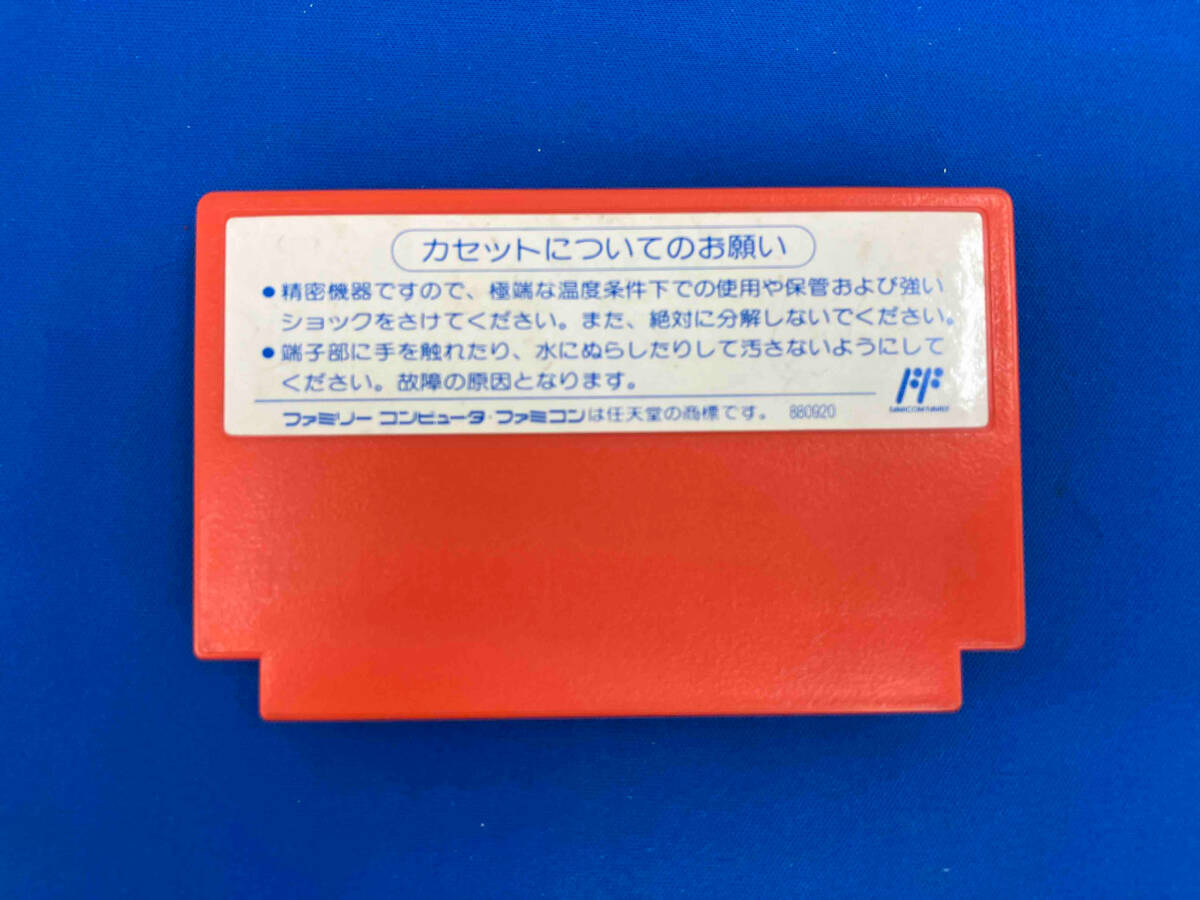 カセットについてのお願い
●精密機器ですので、極端な温度条件下での使用や保管および強い
ショックをさけてください。また、絶対に分解しないでください。
●端子部に手を触れたり、水にぬらしたりして汚さないようにして
ください。故障の原因となります。
ファミリーコンピュータ・ファミコンは任天堂の商標です。 880920